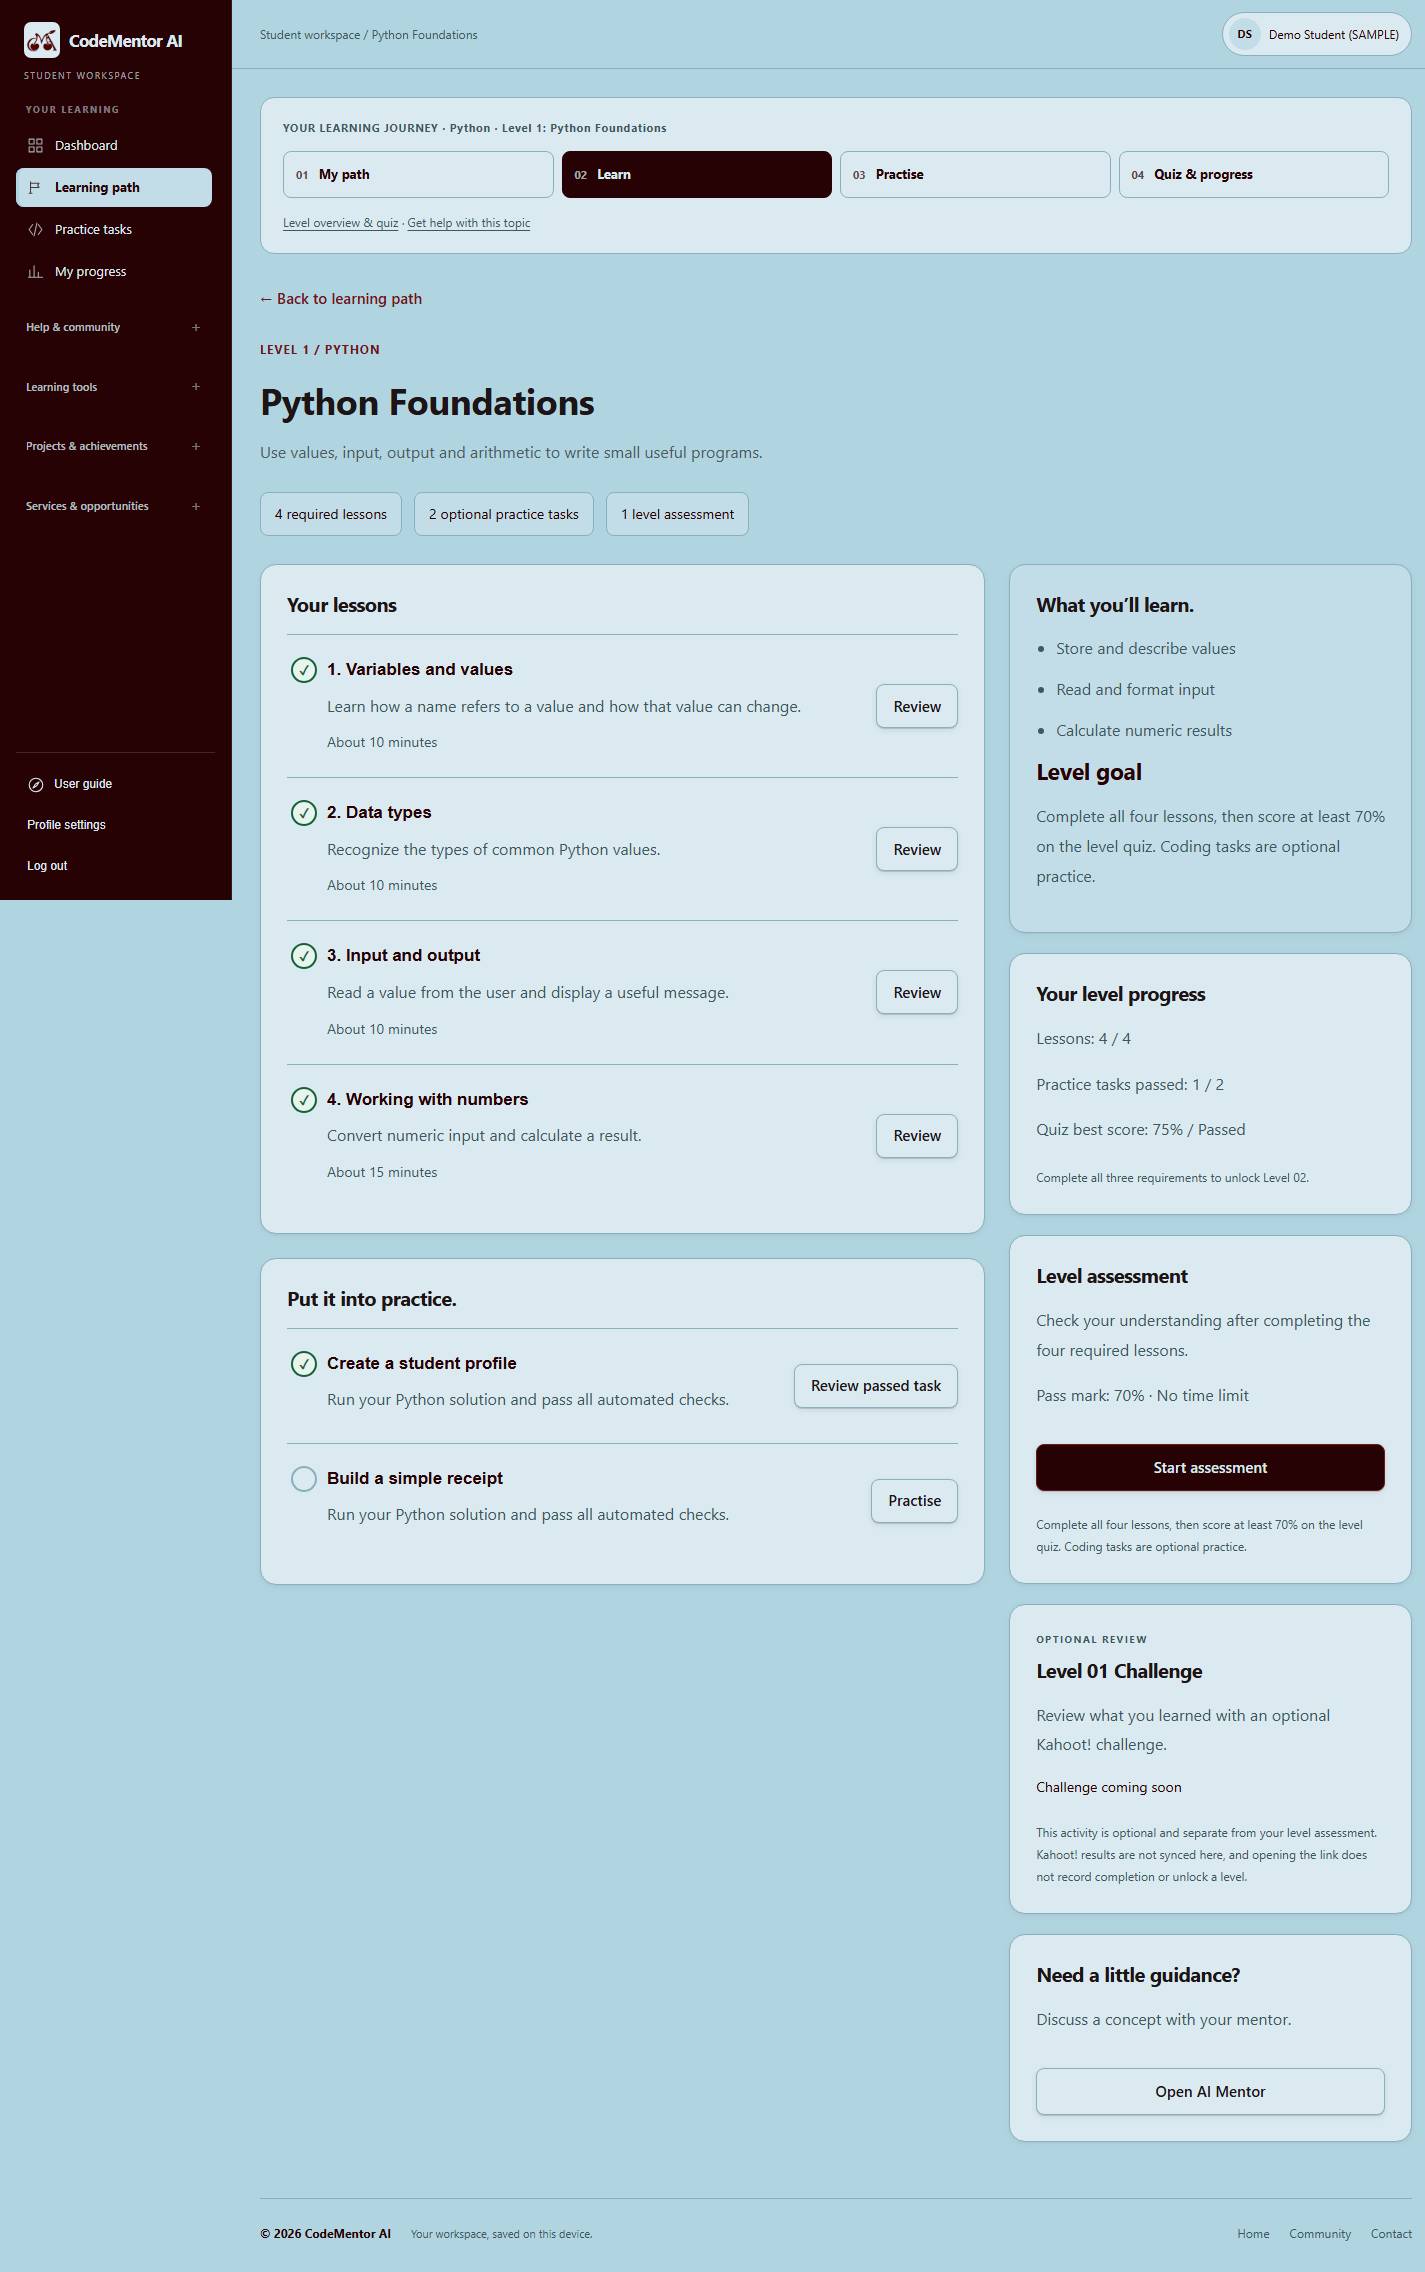 CodeMentor AI
STUDENT WORKSPACE
YOUR LEARNING
Dashboard
Learning path
Practice tasks
My progress
Help & community +
Learning tools +
Projects & achievements +
Services & opportunities +
User guide
Profile settings
Log out
Student workspace / Python Foundations
DS Demo Student (SAMPLE)
YOUR LEARNING JOURNEY · Python · Level 1: Python Foundations
01 My path
02 Learn
03 Practise
04 Quiz & progress
Level overview & quiz · Get help with this topic
← Back to learning path
LEVEL 1 / PYTHON
Python Foundations
Use values, input, output and arithmetic to write small useful programs.
4 required lessons
2 optional practice tasks
1 level assessment
Your lessons
1. Variables and values
Learn how a name refers to a value and how that value can change.
About 10 minutes
Review
2. Data types
Recognize the types of common Python values.
About 10 minutes
Review
3. Input and output
Read a value from the user and display a useful message.
About 10 minutes
Review
4. Working with numbers
Convert numeric input and calculate a result.
About 15 minutes
Review
Put it into practice.
Create a student profile
Run your Python solution and pass all automated checks.
Review passed task
Build a simple receipt
Run your Python solution and pass all automated checks.
Practise
What you’ll learn.
• Store and describe values
• Read and format input
• Calculate numeric results
Level goal
Complete all four lessons, then score at least 70%
on the level quiz. Coding tasks are optional
practice.
Your level progress
Lessons: 4 / 4
Practice tasks passed: 1 / 2
Quiz best score: 75% / Passed
Complete all three requirements to unlock Level 02.
Level assessment
Check your understanding after completing the
four required lessons.
Pass mark: 70% · No time limit
Start assessment
Complete all four lessons, then score at least 70% on the level
quiz. Coding tasks are optional practice.
OPTIONAL REVIEW
Level 01 Challenge
Review what you learned with an optional
Kahoot! challenge.
Challenge coming soon
This activity is optional and separate from your level assessment.
Kahoot! results are not synced here, and opening the link does
not record completion or unlock a level.
Need a little guidance?
Discuss a concept with your mentor.
Open AI Mentor
© 2026 CodeMentor AI Your workspace, saved on this device.
Home Community Contact